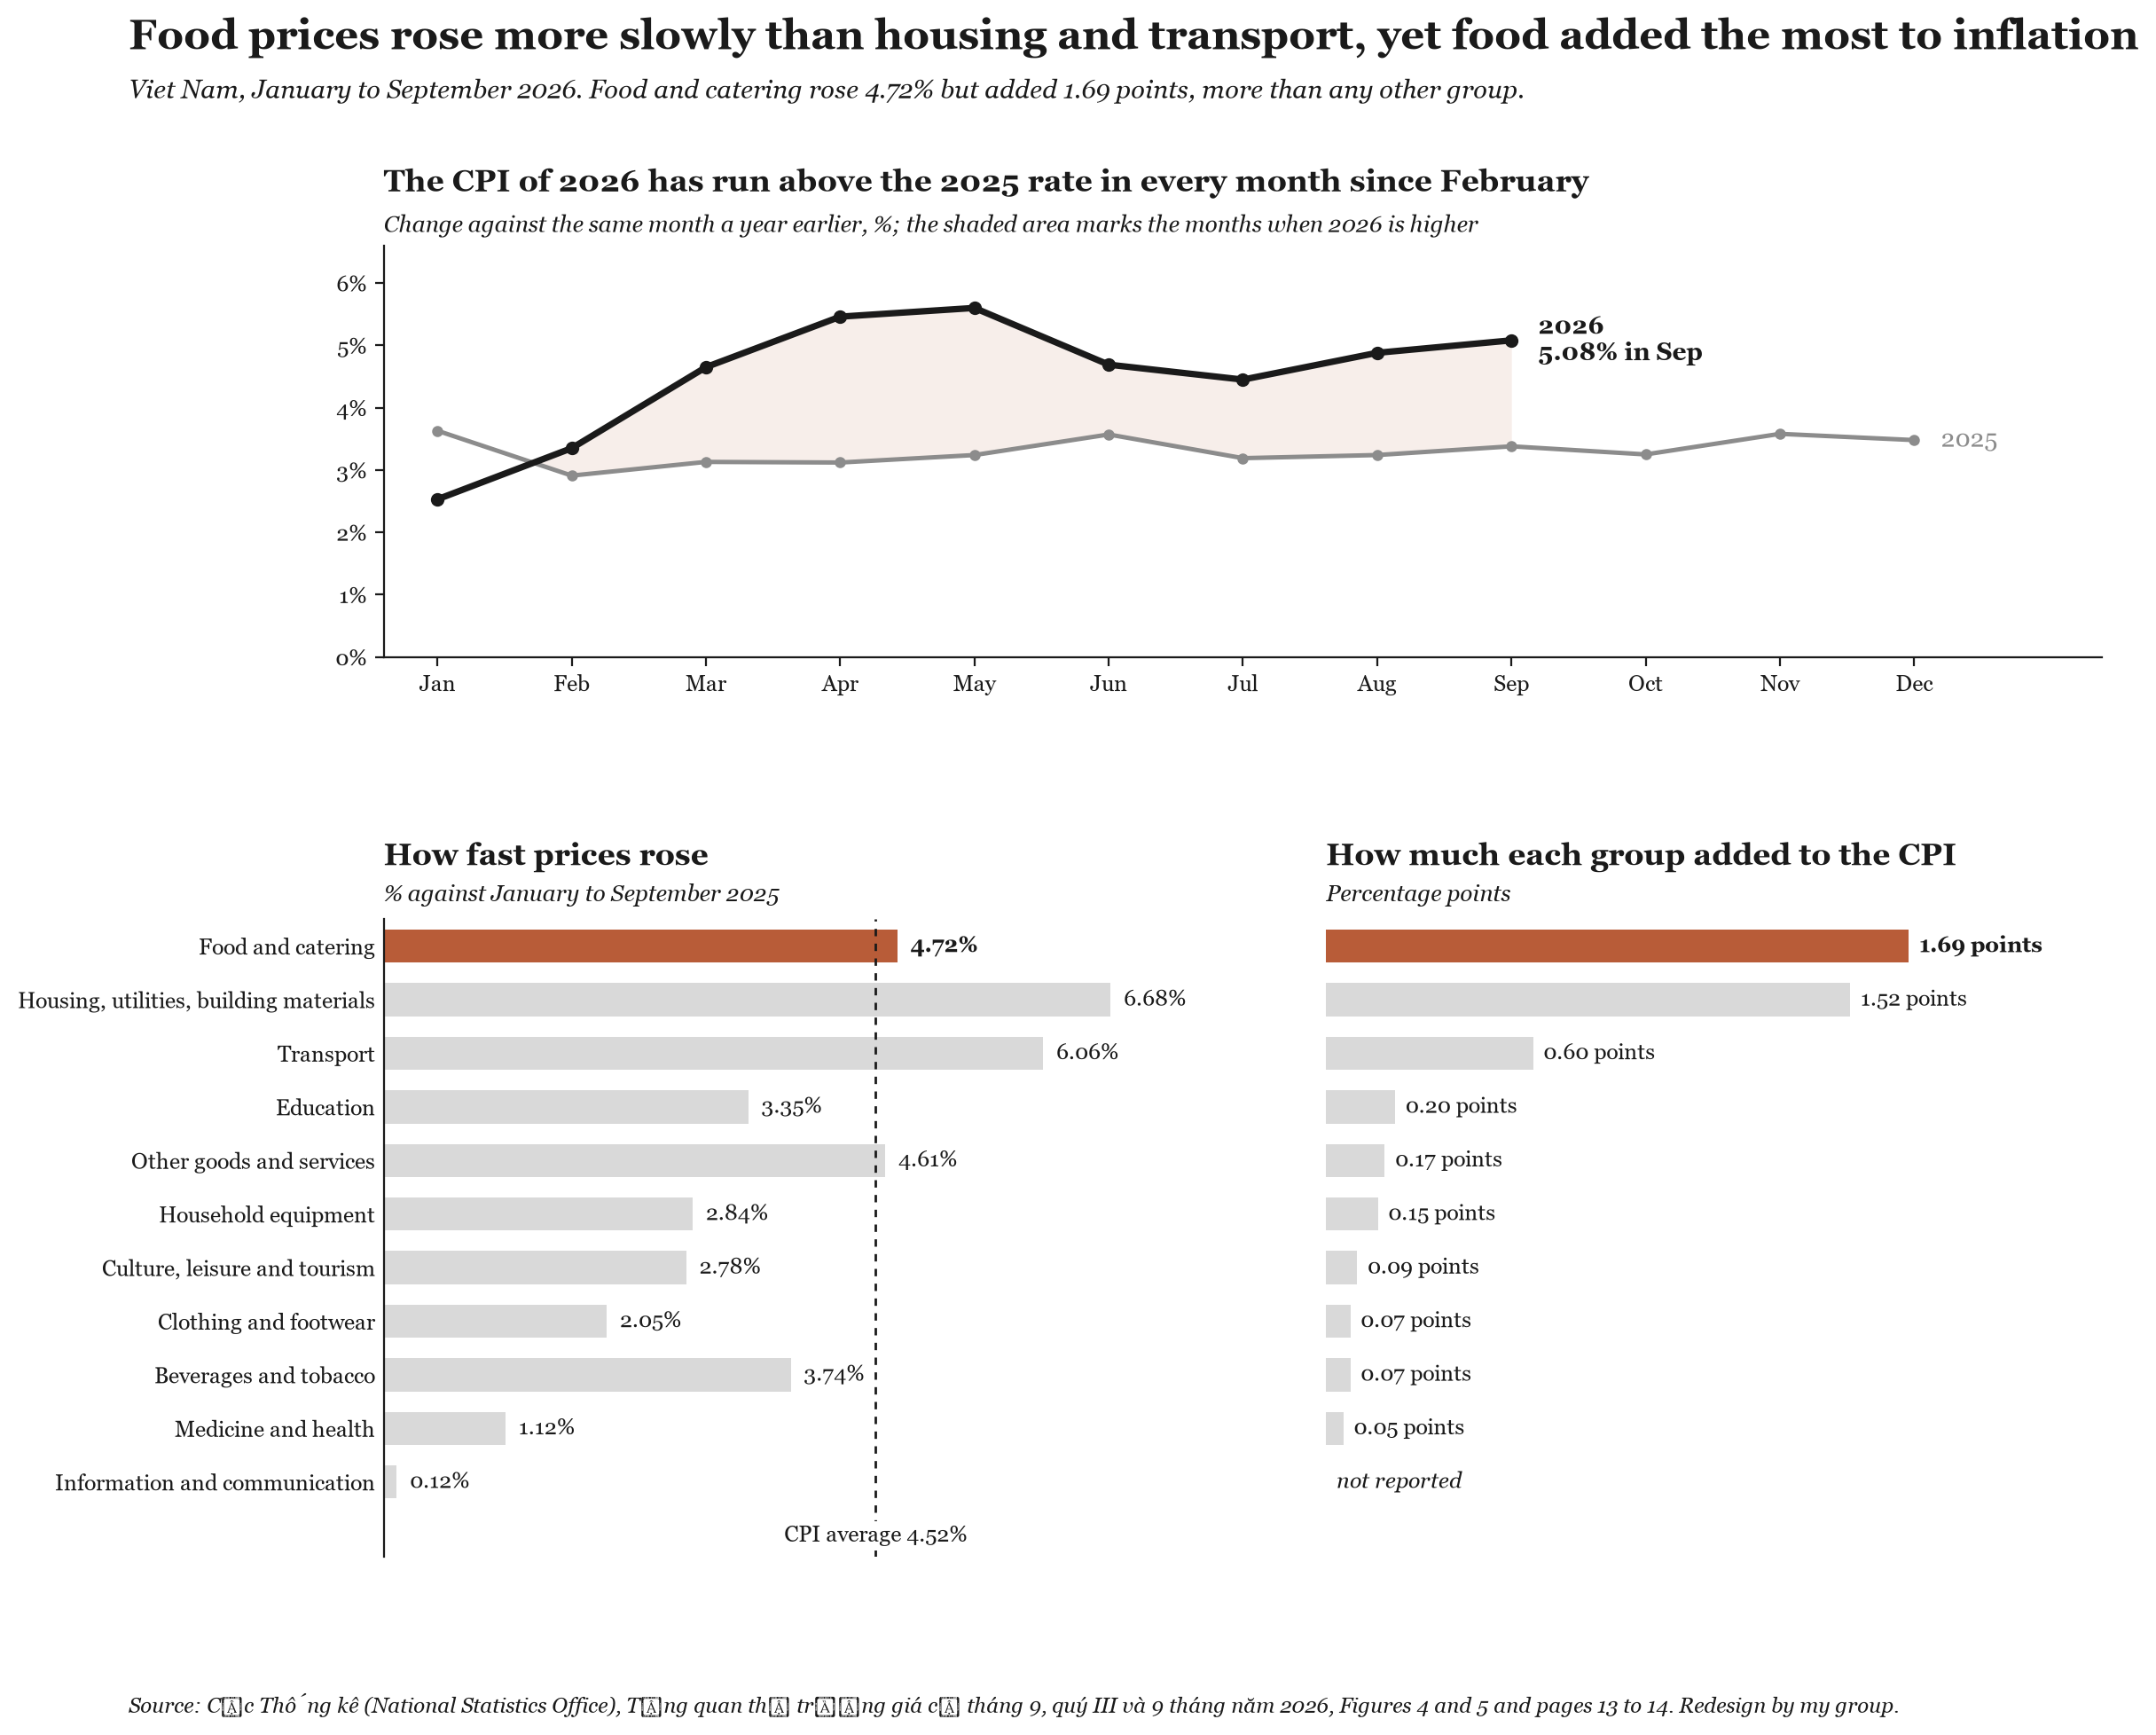 Food prices rose more slowly than housing and transport, yet food added the most to inflation
Viet Nam, January to September 2026. Food and catering rose 4.72% but added 1.69 points, more than any other group.
The CPI of 2026 has run above the 2025 rate in every month since February
Change against the same month a year earlier, %; the shaded area marks the months when 2026 is higher
6%
5%
4%
3%
2%
1%
0%
2026
5.08% in Sep
2025
Jan Feb Mar Apr May Jun Jul Aug Sep Oct Nov Dec
How fast prices rose
% against January to September 2025
Food and catering 4.72%
Housing, utilities, building materials 6.68%
Transport 6.06%
Education 3.35%
Other goods and services 4.61%
Household equipment 2.84%
Culture, leisure and tourism 2.78%
Clothing and footwear 2.05%
Beverages and tobacco 3.74%
Medicine and health 1.12%
Information and communication 0.12%
CPI average 4.52%
How much each group added to the CPI
Percentage points
1.69 points
1.52 points
0.60 points
0.20 points
0.17 points
0.15 points
0.09 points
0.07 points
0.07 points
0.05 points
not reported
Source: Thống kê (National Statistics Office), quan giá tháng 9, quý III và 9 tháng năm 2026, Figures 4 and 5 and pages 13 to 14. Redesign by my group.